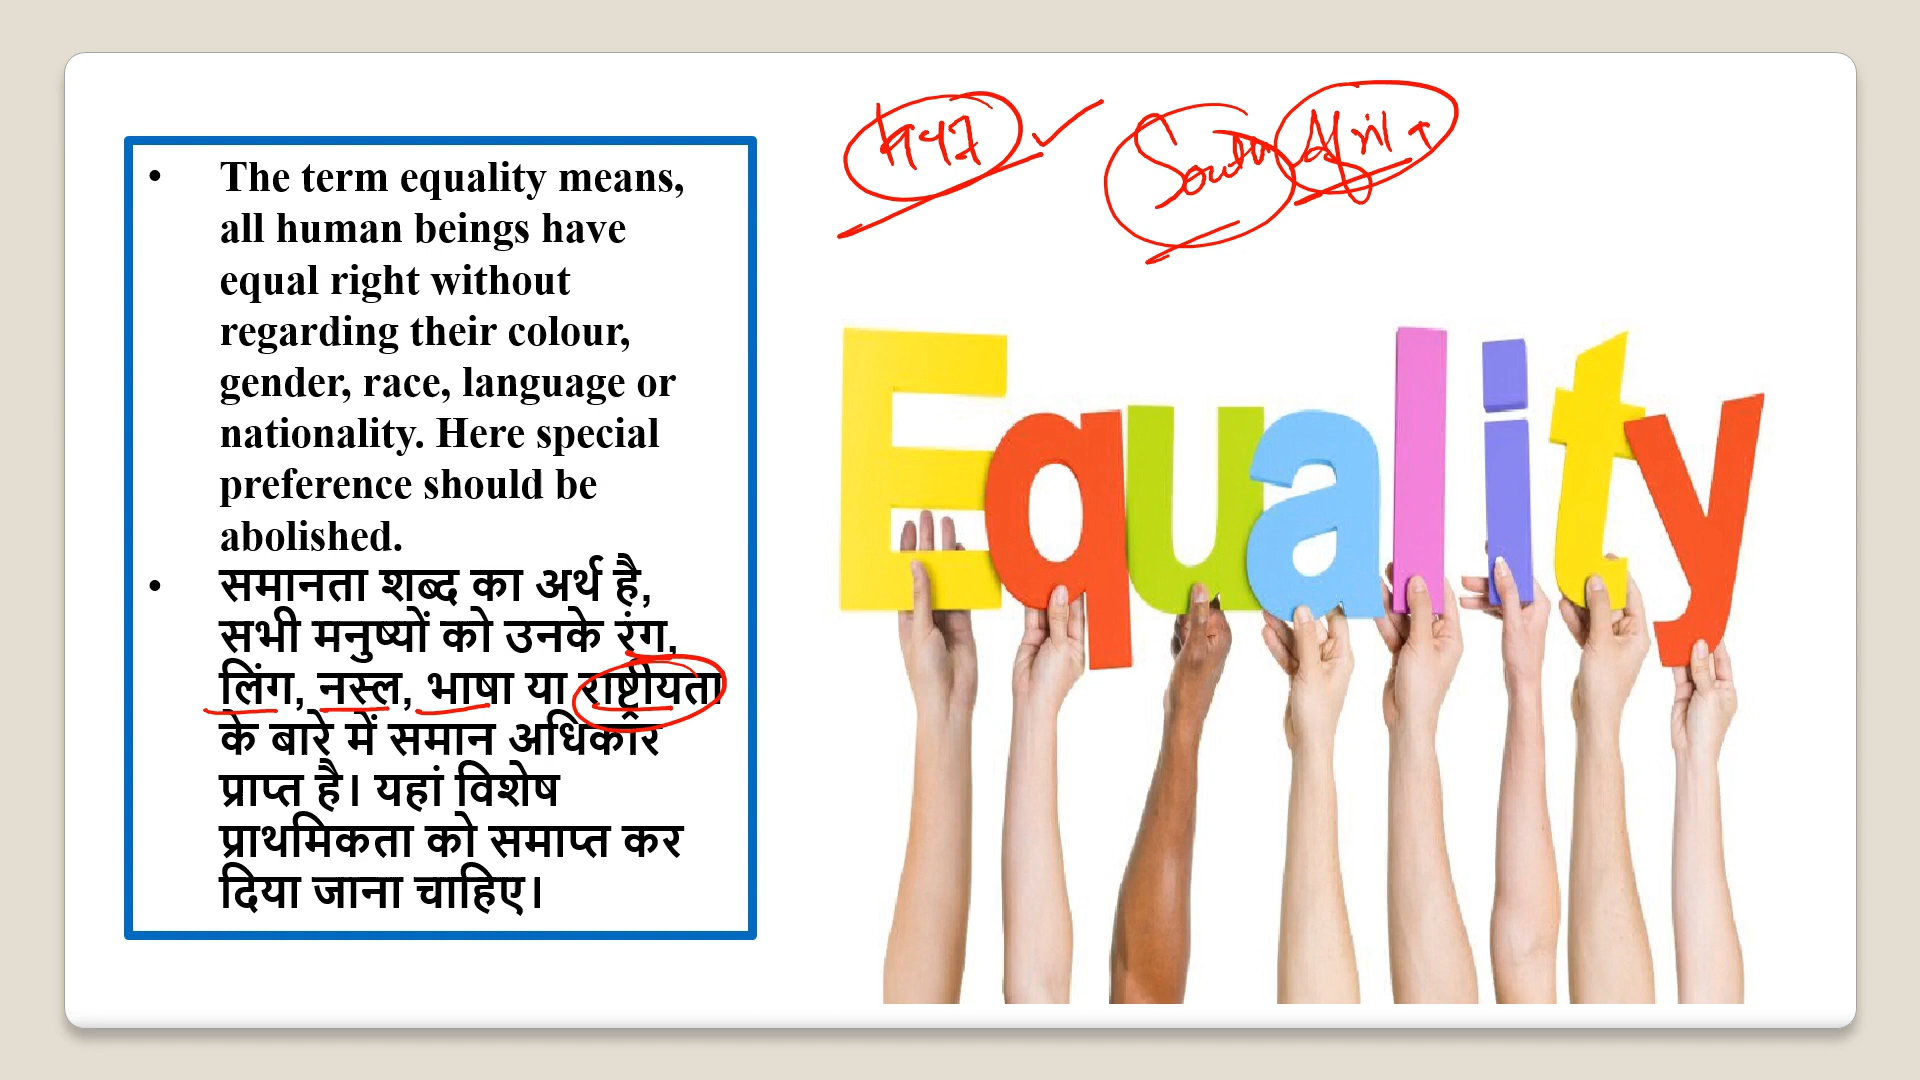 • The term equality means,
all human beings have
equal right without
regarding their colour,
gender, race, language or
nationality. Here special
preference should be
abolished.
• समानता शब्द का अर्थ है,
सभी मनुष्यों को उनके रंग,
लिंग, नस्ल, भाषा या राष्ट्रीयता
के बारे में समान अधिकार
प्राप्त है। यहां विशेष
प्राथमिकता को समाप्त कर
दिया जाना चाहिए।
1947 South
Equality